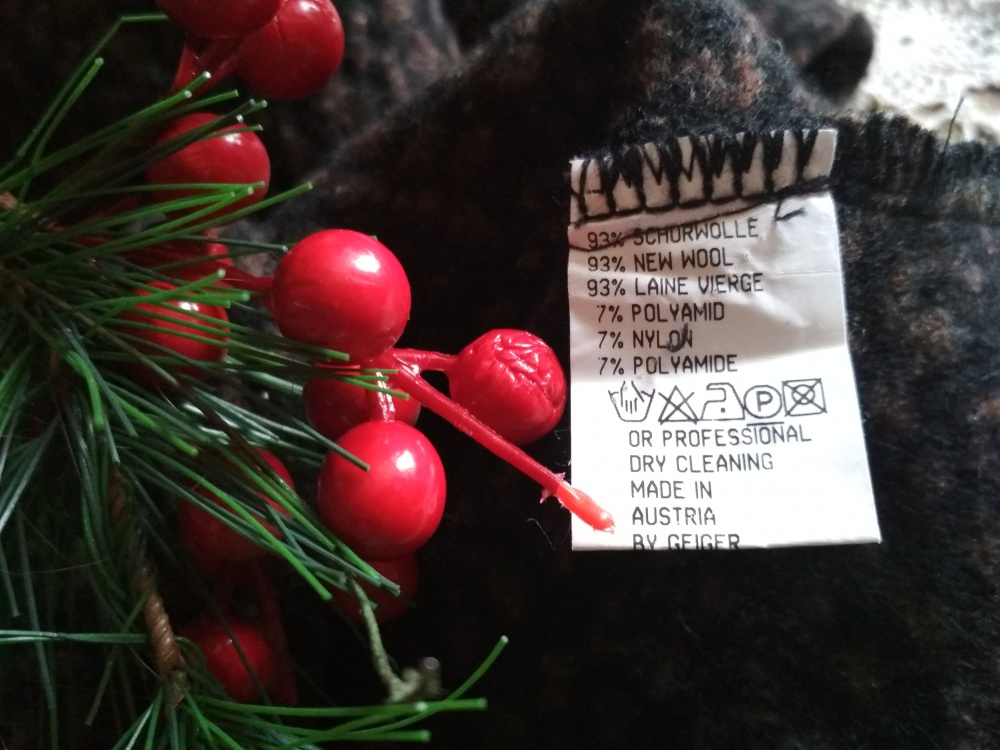 93% SCHURWOLLE
93% NEW WOOL
93% LAINE VIERGE
7% POLYAMID
7% NYLON
7% POLYAMIDE
P
OR PROFESSIONAL
DRY CLEANING
MADE IN
AUSTRIA
BY GEIGER